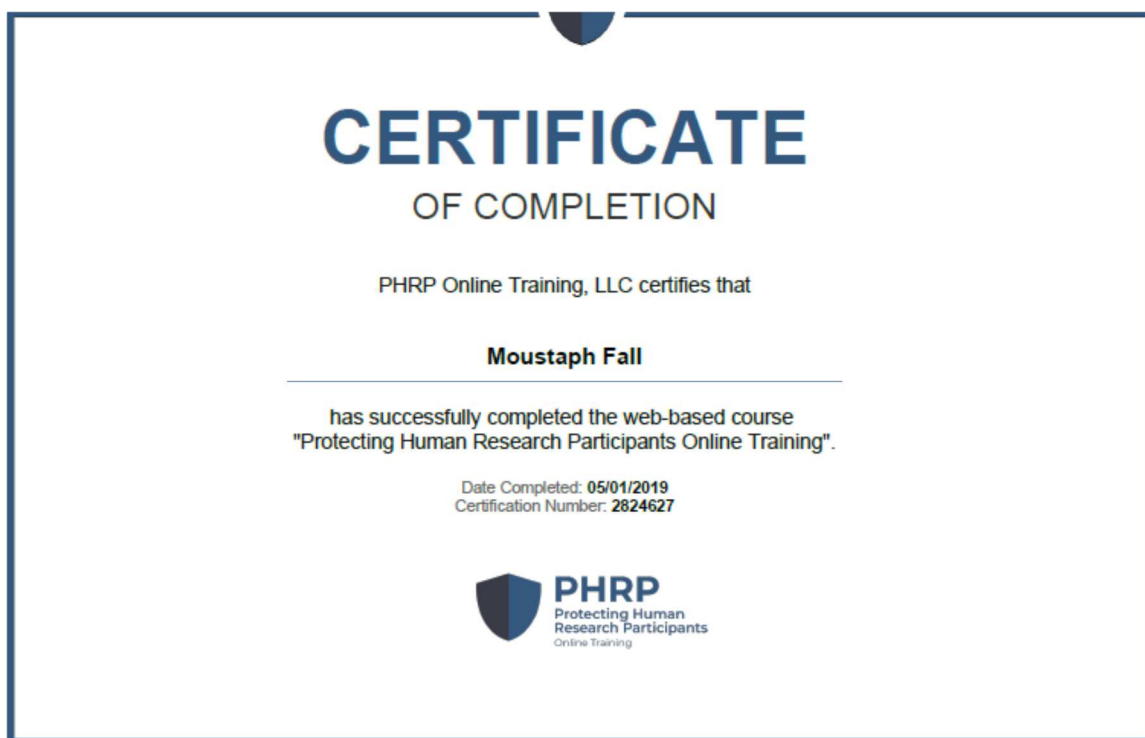 CERTIFICATE
OF COMPLETION
PHRP Online Training, LLC certifies that
Moustaph Fall
has successfully completed the web-based course
"Protecting Human Research Participants Online Training".
Date Completed: 05/01/2019
Certification Number: 2824627
PHRP
Protecting Human
Research Participants
Online Training